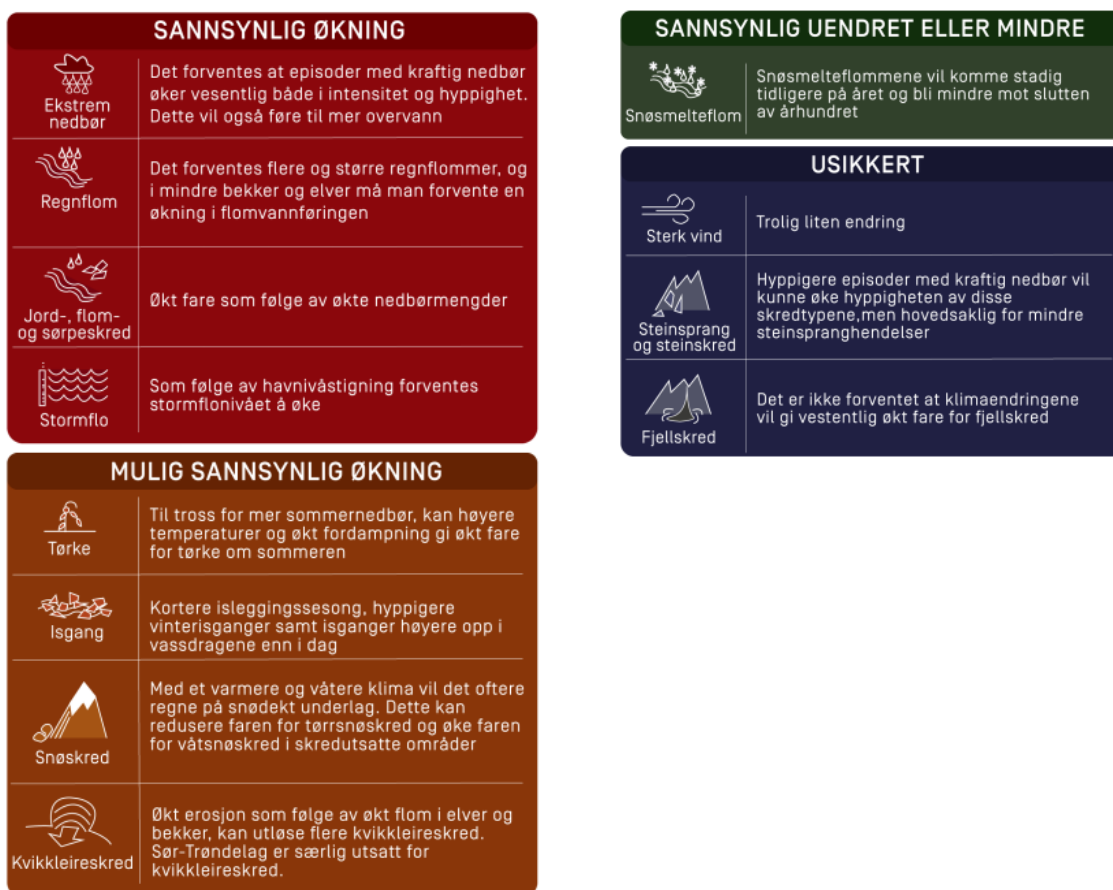 SANNSYNLIG ØKNING
Ekstrem
nedbør
Det forventes at episoder med kraftig nedbør
øker vesentlig både i intensitet og hyppighet.
Dette vil også føre til mer overvann
Regnflom
Det forventes flere og større regnflommer, og
i mindre bekker og elver må man forvente en
økning i flomvannføringen
Jord-, flom-
og sørpeskred
Økt fare som følge av økte nedbørmengder
Stormflo
Som følge av havnivåstigning forventes
stormflonivået å øke
MULIG SANNSYNLIG ØKNING
Tørke
Til tross for mer sommernedbør, kan høyere
temperaturer og økt fordampning gi økt fare
for tørke om sommeren
Isgang
Kortere isleggingssesong, hyppigere
vinterisganger samt isganger høyere opp i
vassdragene enn i dag
Snøskred
Med et varmere og våtere klima vil det oftere
regne på snødekt underlag. Dette kan
redusere faren for tørrsnøskred og øke faren
for våtsnøskred i skredutsatte områder
Kvikkleireskred
Økt erosjon som følge av økt flom i elver og
bekker, kan utløse flere kvikkleireskred.
Sør-Trøndelag er særlig utsatt for
kvikkleireskred.
SANNSYNLIG UENDRET ELLER MINDRE
Snøsmelteflom
Snøsmelteflommene vil komme stadig
tidligere på året og bli mindre mot slutten
av århundret
USIKKERT
Sterk vind
Trolig liten endring
Steinsprang
og steinskred
Hyppigere episoder med kraftig nedbør vil
kunne øke hyppigheten av disse
skredtypene,men hovedsaklig for mindre
steinspranghendelser
Fjellskred
Det er ikke forventet at klimaendringene
vil gi vestentlig økt fare for fjellskred